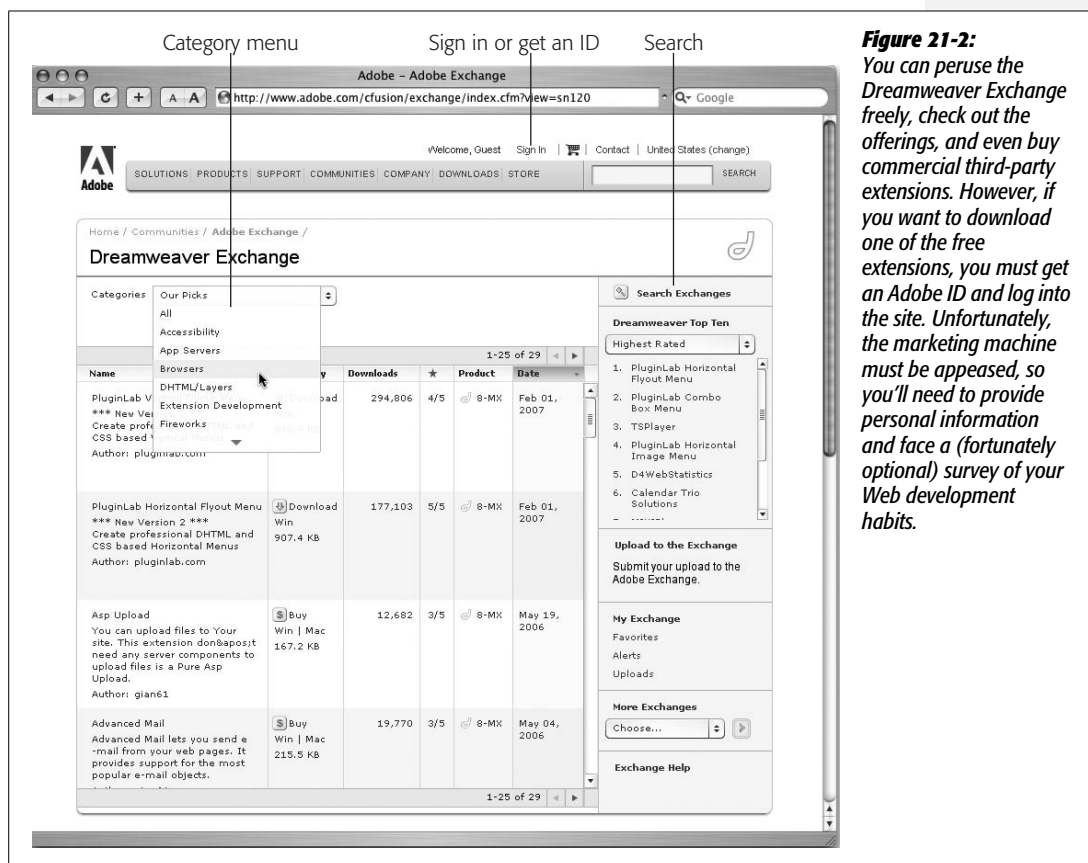 Category menu
Sign in or get an ID
Search
Adobe – Adobe Exchange
A A
http://www.adobe.com/cfusion/exchange/index.cfm?view=sn120
Google
Welcome, Guest Sign In | | Contact | United States (change)
Adobe
SOLUTIONS PRODUCTS SUPPORT COMMUNITIES COMPANY DOWNLOADS STORE
SEARCH
Home / Communities / Adobe Exchange /
Dreamweaver Exchange
Categories Our Picks
All
Accessibility
App Servers
Browsers
DHTML/Layers
Extension Development
Fireworks
1-25 of 29
Name Downloads ★ Product Date
294,806 4/5 8-MX Feb 01,
2007
*** New
CSS based
Author: pluginlab.com
PluginLab Horizontal Flyout Menu
*** New Version 2 ***
Create professional DHTML and
CSS based Horizontal Menus
Author: pluginlab.com
Download
Win
907.4 KB
177,103 5/5 8-MX Feb 01,
2007
Asp Upload
You can upload files to Your
site. This extension don&apos;t
need any server components to
upload files is a Pure Asp
Upload.
Author: gian61
$ Buy
Win | Mac
167.2 KB
12,682 3/5 8-MX May 19,
2006
Advanced Mail
Advanced Mail lets you send e
-mail from your web pages. It
provides support for the most
popular e-mail objects.
$ Buy
Win | Mac
215.5 KB
19,770 3/5 8-MX May 04,
2006
1-25 of 29
Search Exchanges
Dreamweaver Top Ten
Highest Rated
1. PluginLab Horizontal
Flyout Menu
2. PluginLab Combo
Box Menu
3. TSPlayer
4. PluginLab Horizontal
Image Menu
5. D4WebStatistics
6. Calendar Trio
Solutions
Upload to the Exchange
Submit your upload to the
Adobe Exchange.
My Exchange
Favorites
Alerts
Uploads
More Exchanges
Choose...
Exchange Help
Figure 21-2:
You can peruse the
Dreamweaver Exchange
freely, check out the
offerings, and even buy
commercial third-party
extensions. However, if
you want to download
one of the free
extensions, you must get
an Adobe ID and log into
the site. Unfortunately,
the marketing machine
must be appeased, so
you'll need to provide
personal information
and face a (fortunately
optional) survey of your
Web development
habits.